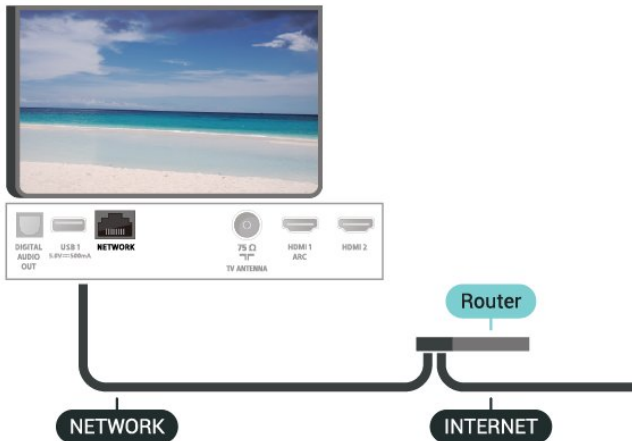 DIGITAL
AUDIO
OUT
USB 1
5.0V⎓500mA
NETWORK
75 Ω
TV ANTENNA
HDMI 1
ARC
HDMI 2
Router
NETWORK
INTERNET